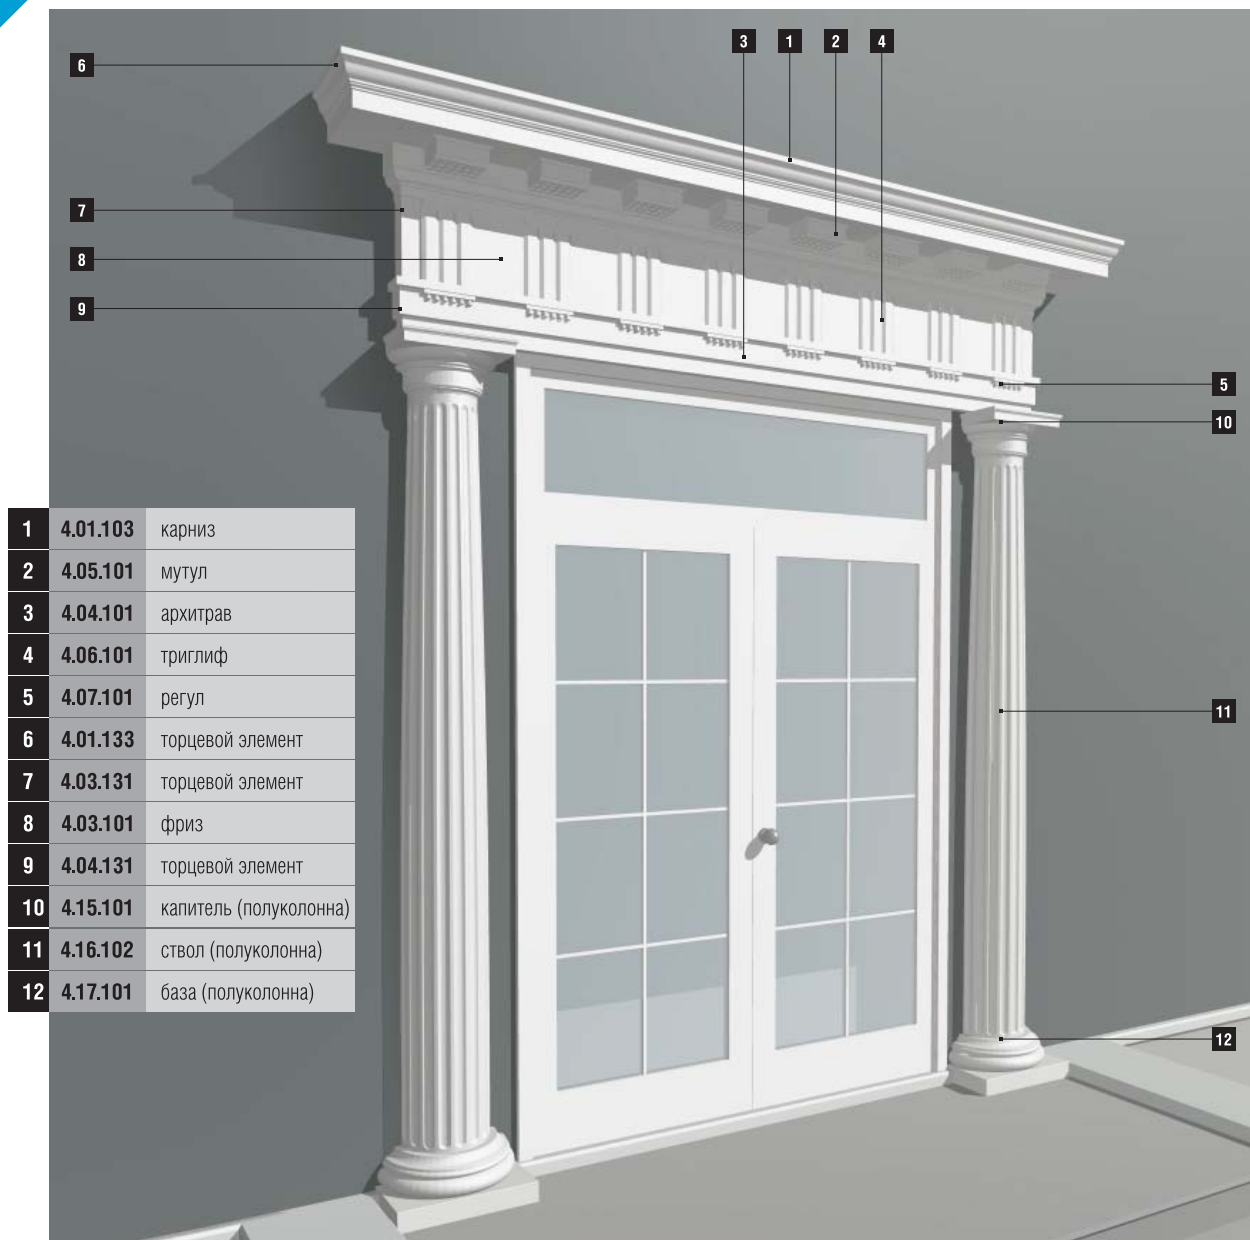 3 1 2 4
6
7
8
9
5
10
11
12
1 4.01.103 карниз
2 4.05.101 мутул
3 4.04.101 архитрав
4 4.06.101 триглиф
5 4.07.101 регул
6 4.01.133 торцевой элемент
7 4.03.131 торцевой элемент
8 4.03.101 фриз
9 4.04.131 торцевой элемент
10 4.15.101 капитель (полуколонна)
11 4.16.102 ствол (полуколонна)
12 4.17.101 база (полуколонна)